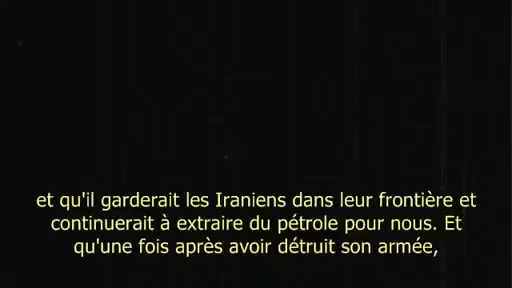 et qu'il garderait les Iraniens dans leur frontière et
continuerait à extraire du pétrole pour nous. Et
qu'une fois après avoir détruit son armée,